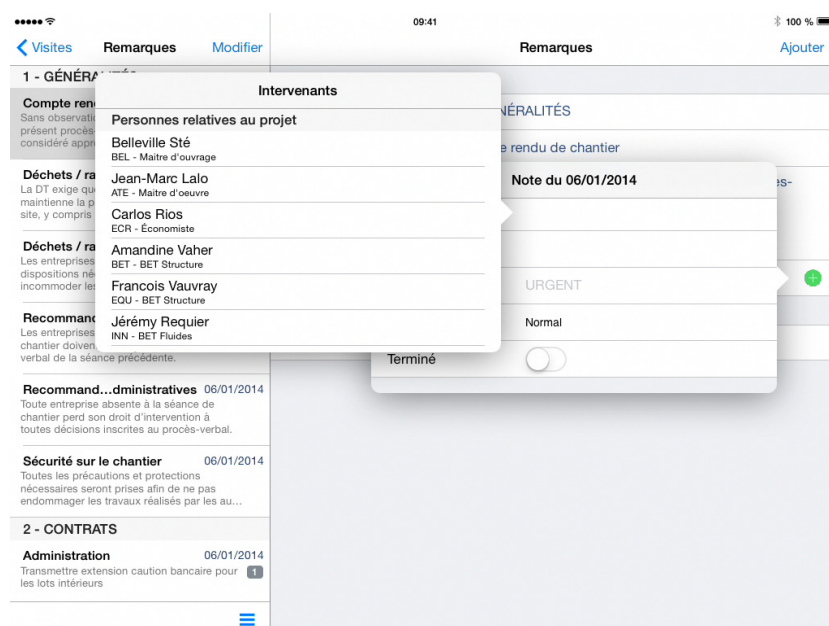 09:41
100 %
Visites
Remarques
Modifier
Remarques
Ajouter
1 - GÉNÉRALITÉS
Compte ren
Sans observatio
présent procès-
considéré appro
Déchets / ra
La DT exige que
maintienne la p
site, y compris
Déchets / ra
Les entreprises
dispositions né
incommoder les
Recommand
Les entreprises
chantier doiven
verbal de la séance précédente.
Recommand...dministratives 06/01/2014
Toute entreprise absente à la séance de
chantier perd son droit d'intervention à
toutes décisions inscrites au procès-verbal.
Sécurité sur le chantier 06/01/2014
Toutes les précautions et protections
nécessaires seront prises afin de ne pas
endommager les travaux réalisés par les au...
2 - CONTRATS
Administration 06/01/2014
Transmettre extension caution bancaire pour 1
les lots intérieurs
Intervenants
Personnes relatives au projet
Belleville Sté
BEL - Maitre d'ouvrage
Jean-Marc Lalo
ATE - Maitre d'oeuvre
Carlos Rios
ECR - Économiste
Amandine Vaher
BET - BET Structure
Francois Vauvray
EQU - BET Structure
Jérémy Requier
INN - BET Fluides
NÉRALITÉS
e rendu de chantier
es-
Note du 06/01/2014
URGENT
Normal
Terminé